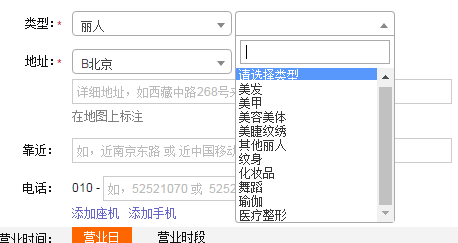 类型：* 丽人
请选择类型
美发
美甲
美容美体
美睫纹绣
其他丽人
纹身
化妆品
舞蹈
瑜伽
医疗整形
地址：* B北京
详细地址，如西藏中路268号
在地图上标注
靠近： 如，近南京东路 或 近中国移动
电话： 010 - 如，52521070 或 5252
添加座机 添加手机
营业时间： 营业日 营业时段